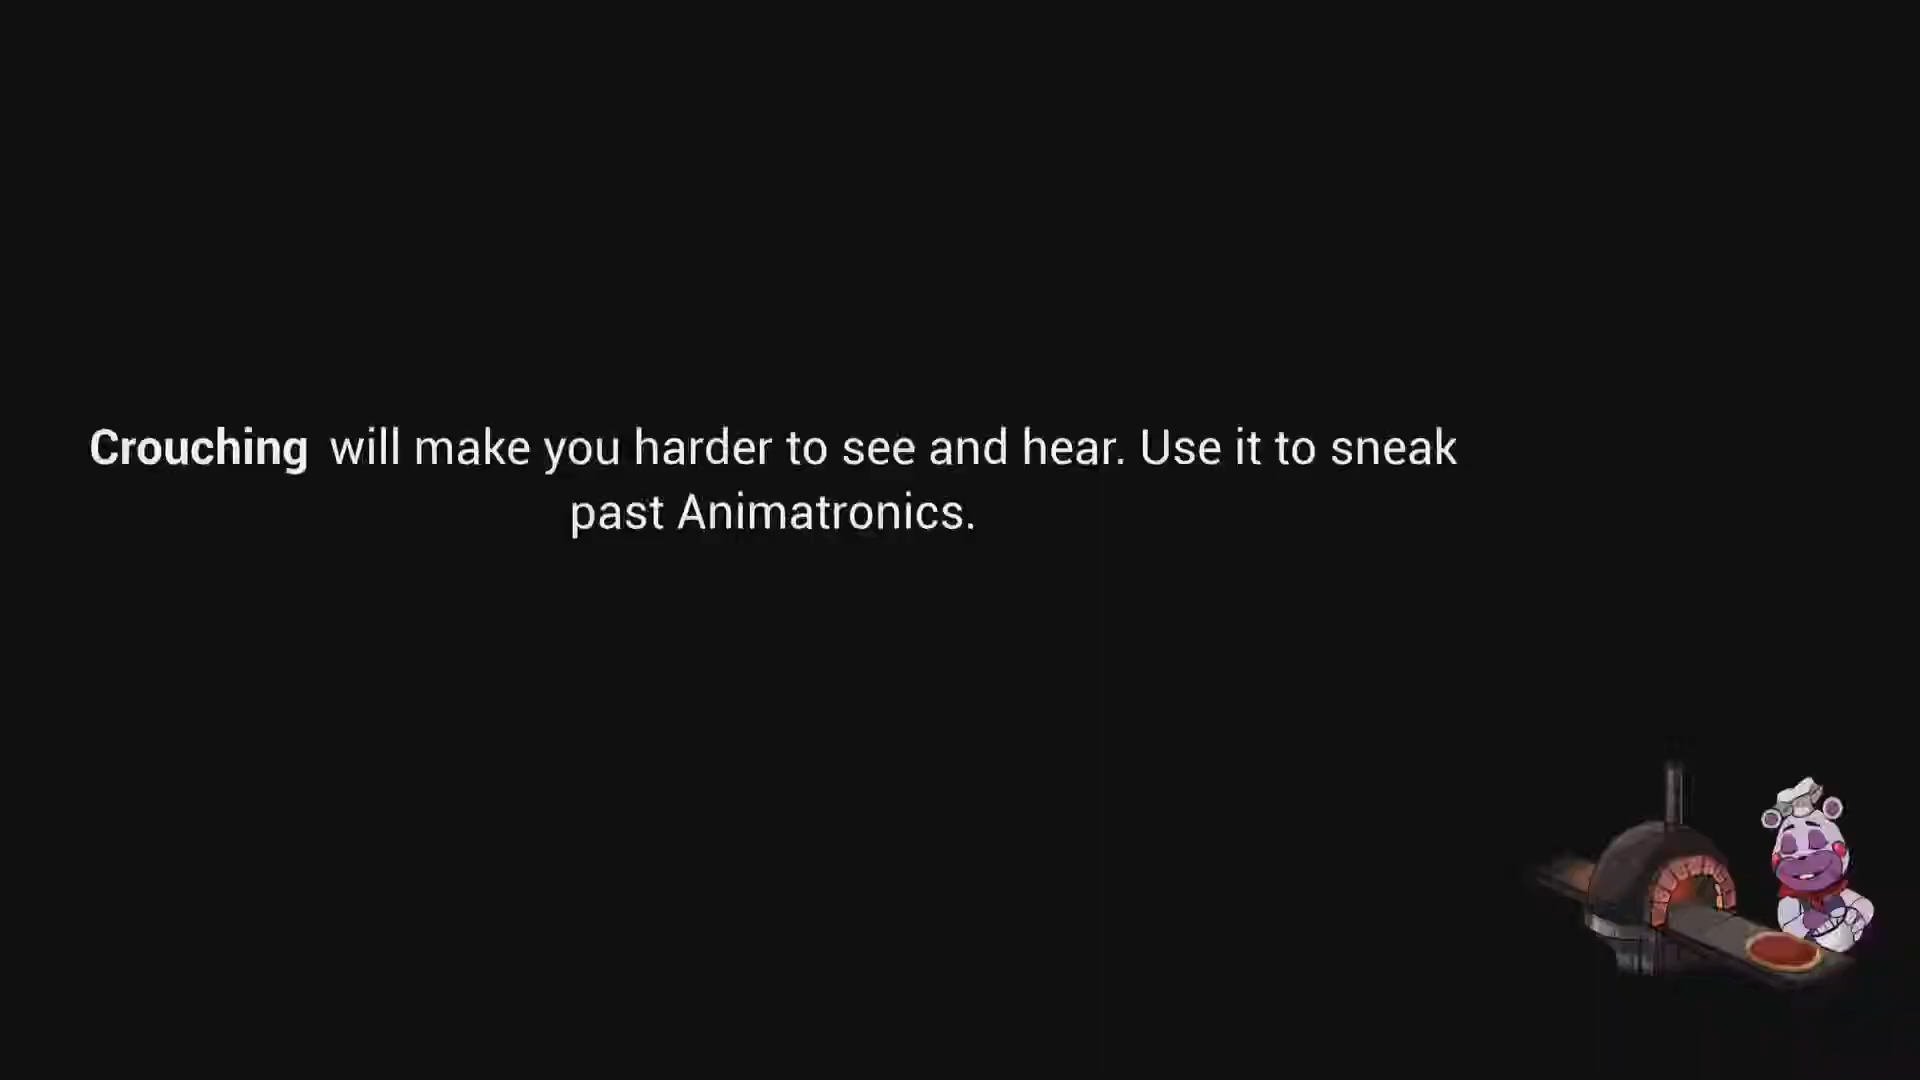 Crouching will make you harder to see and hear. Use it to sneak
past Animatronics.